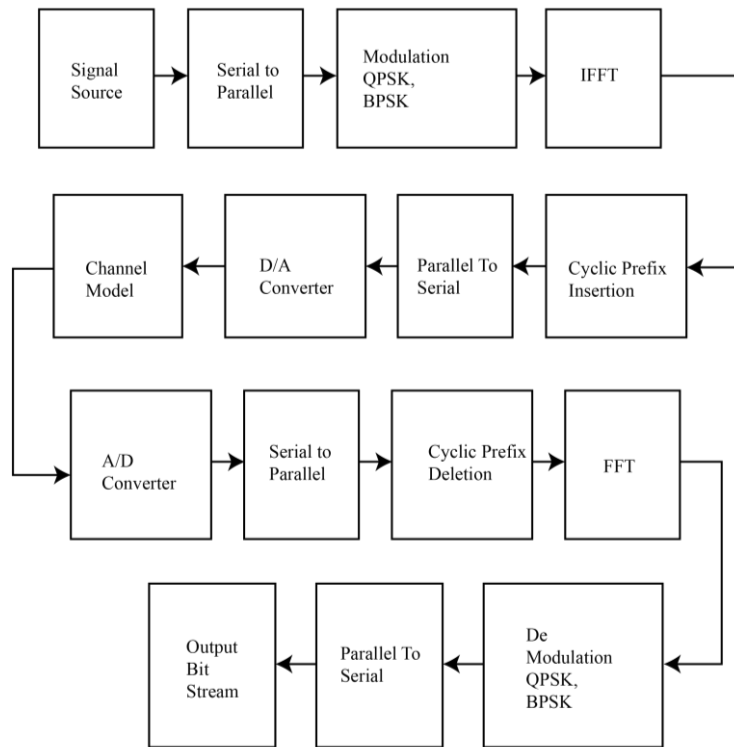 Signal
Source
Serial to
Parallel
Modulation
QPSK,
BPSK
IFFT
Channel
Model
D/A
Converter
Parallel To
Serial
Cyclic Prefix
Insertion
A/D
Converter
Serial to
Parallel
Cyclic Prefix
Deletion
FFT
Output
Bit
Stream
Parallel To
Serial
De
Modulation
QPSK,
BPSK